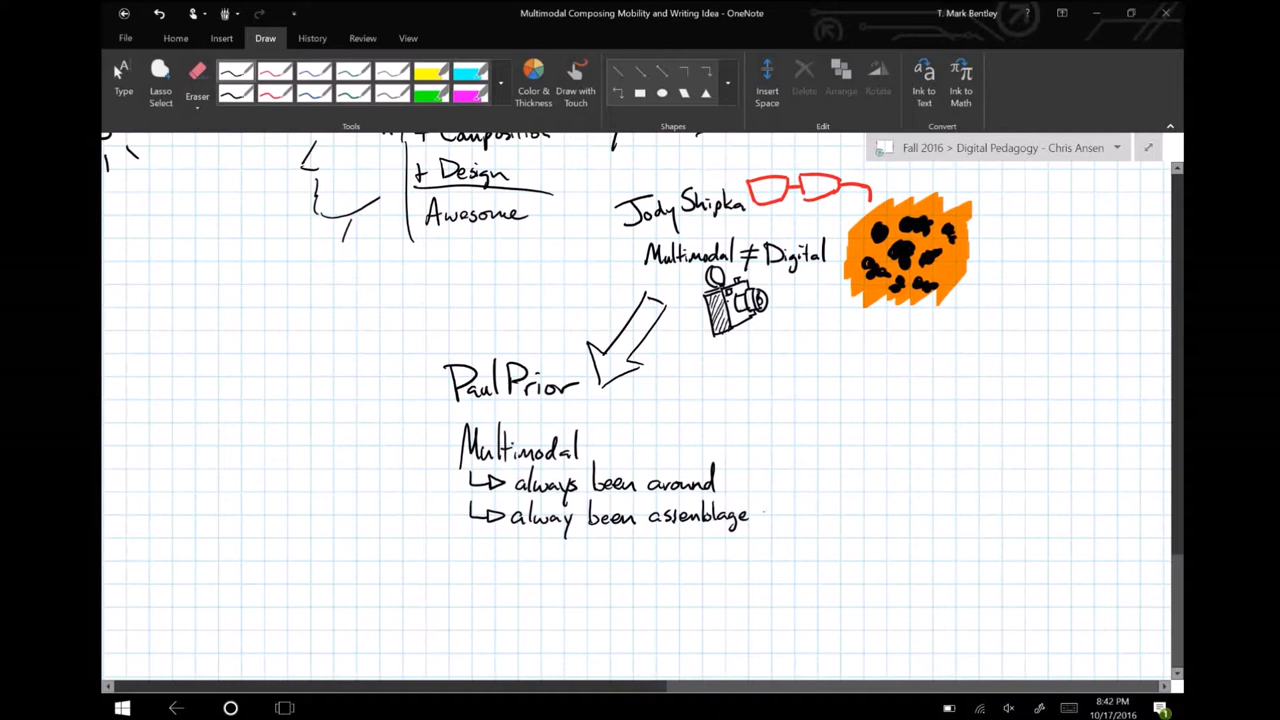 Multimodal Composing Mobility and Writing Idea - OneNote
T. Mark Bentley
?
File
Home
Insert
Draw
History
Review
View
Type
Lasso Select
Eraser
Color & Thickness
Draw with Touch
Insert Space
Delete
Arrange
Rotate
Ink to Text
Ink to Math
Tools
Shapes
Edit
Convert
Fall 2016 > Digital Pedagogy - Chris Ansen
+ Composition
+ Design
Awesome
Jody Shipka
Multimodal ≠ Digital
Paul Prior
Multimodal
always been around
alway been assemblage
8:42 PM
10/17/2016